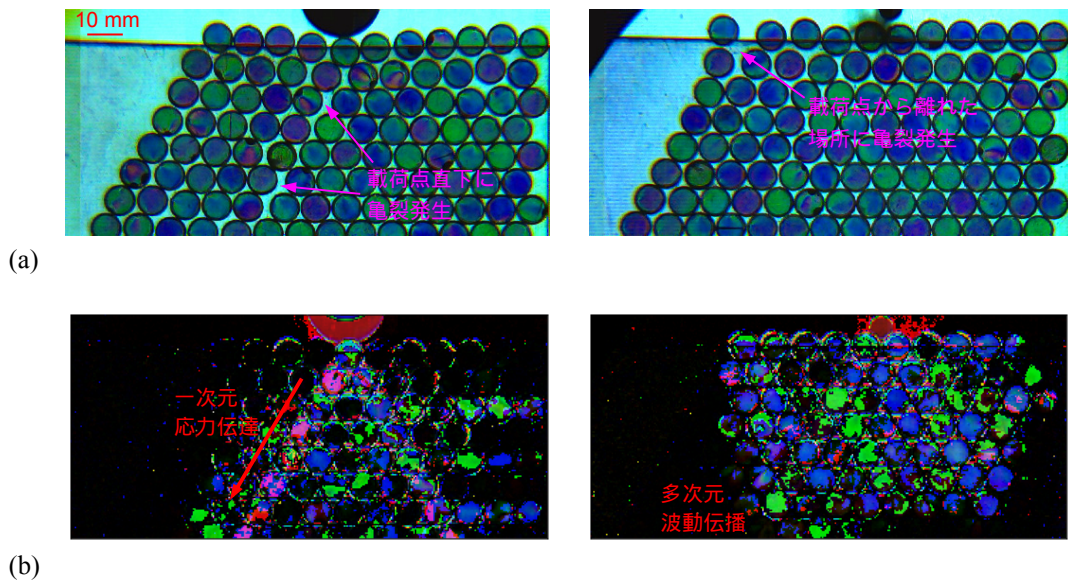 10 mm
載荷点直下に
亀裂発生
載荷点から離れた
場所に亀裂発生
(a)
一次元
応力伝達
多次元
波動伝播
(b)